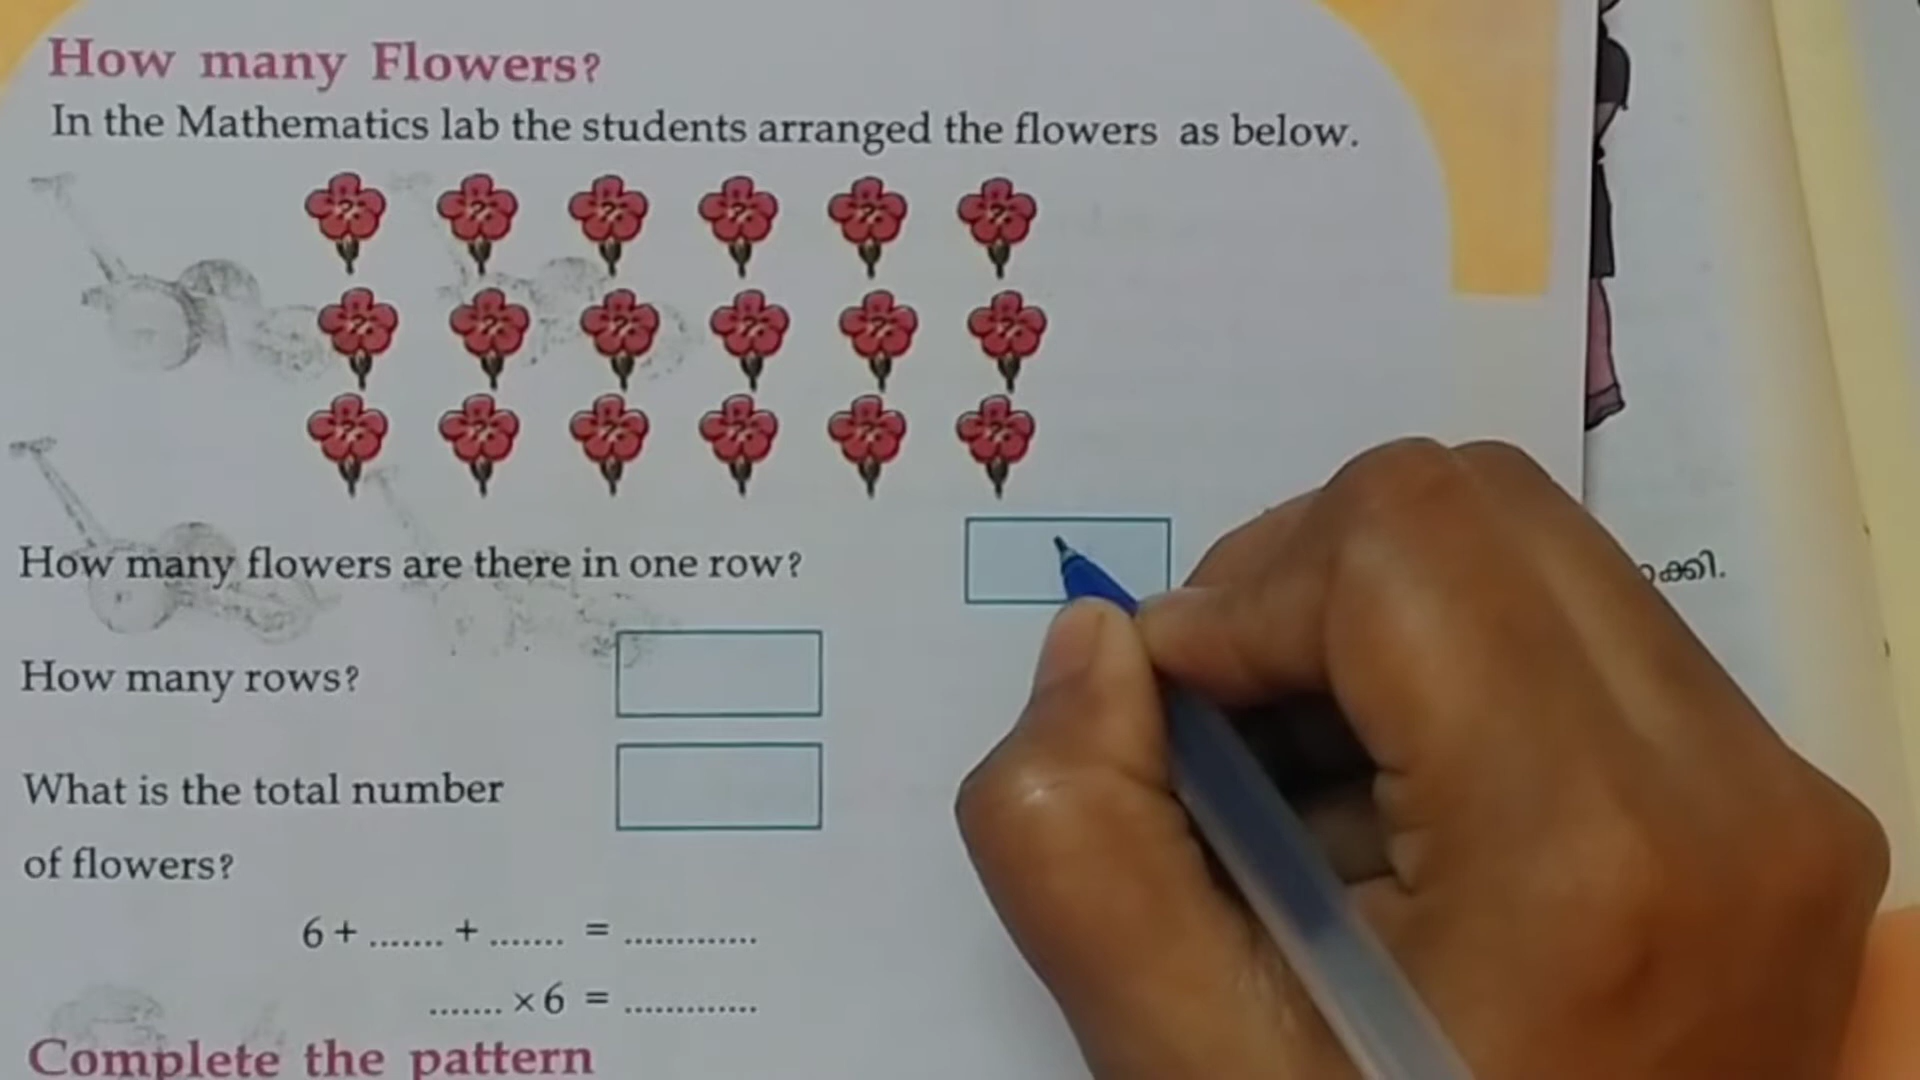 How many Flowers?
In the Mathematics lab the students arranged the flowers as below.
How many flowers are there in one row?
How many rows?
What is the total number
of flowers?
6 + ....... + ....... = .............
....... × 6 = .............
Complete the pattern